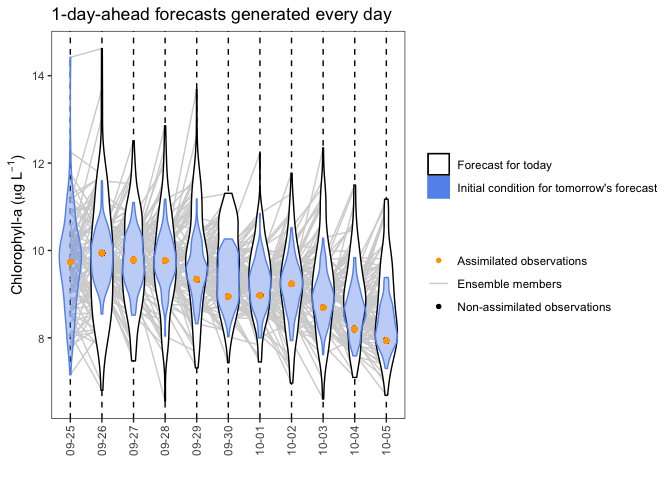 1-day-ahead forecasts generated every day
Chlorophyll-a (μg L⁻¹)
14
12
10
8
09-25
09-26
09-27
09-28
09-29
09-30
10-01
10-02
10-03
10-04
10-05
Forecast for today
Initial condition for tomorrow's forecast
Assimilated observations
Ensemble members
Non-assimilated observations